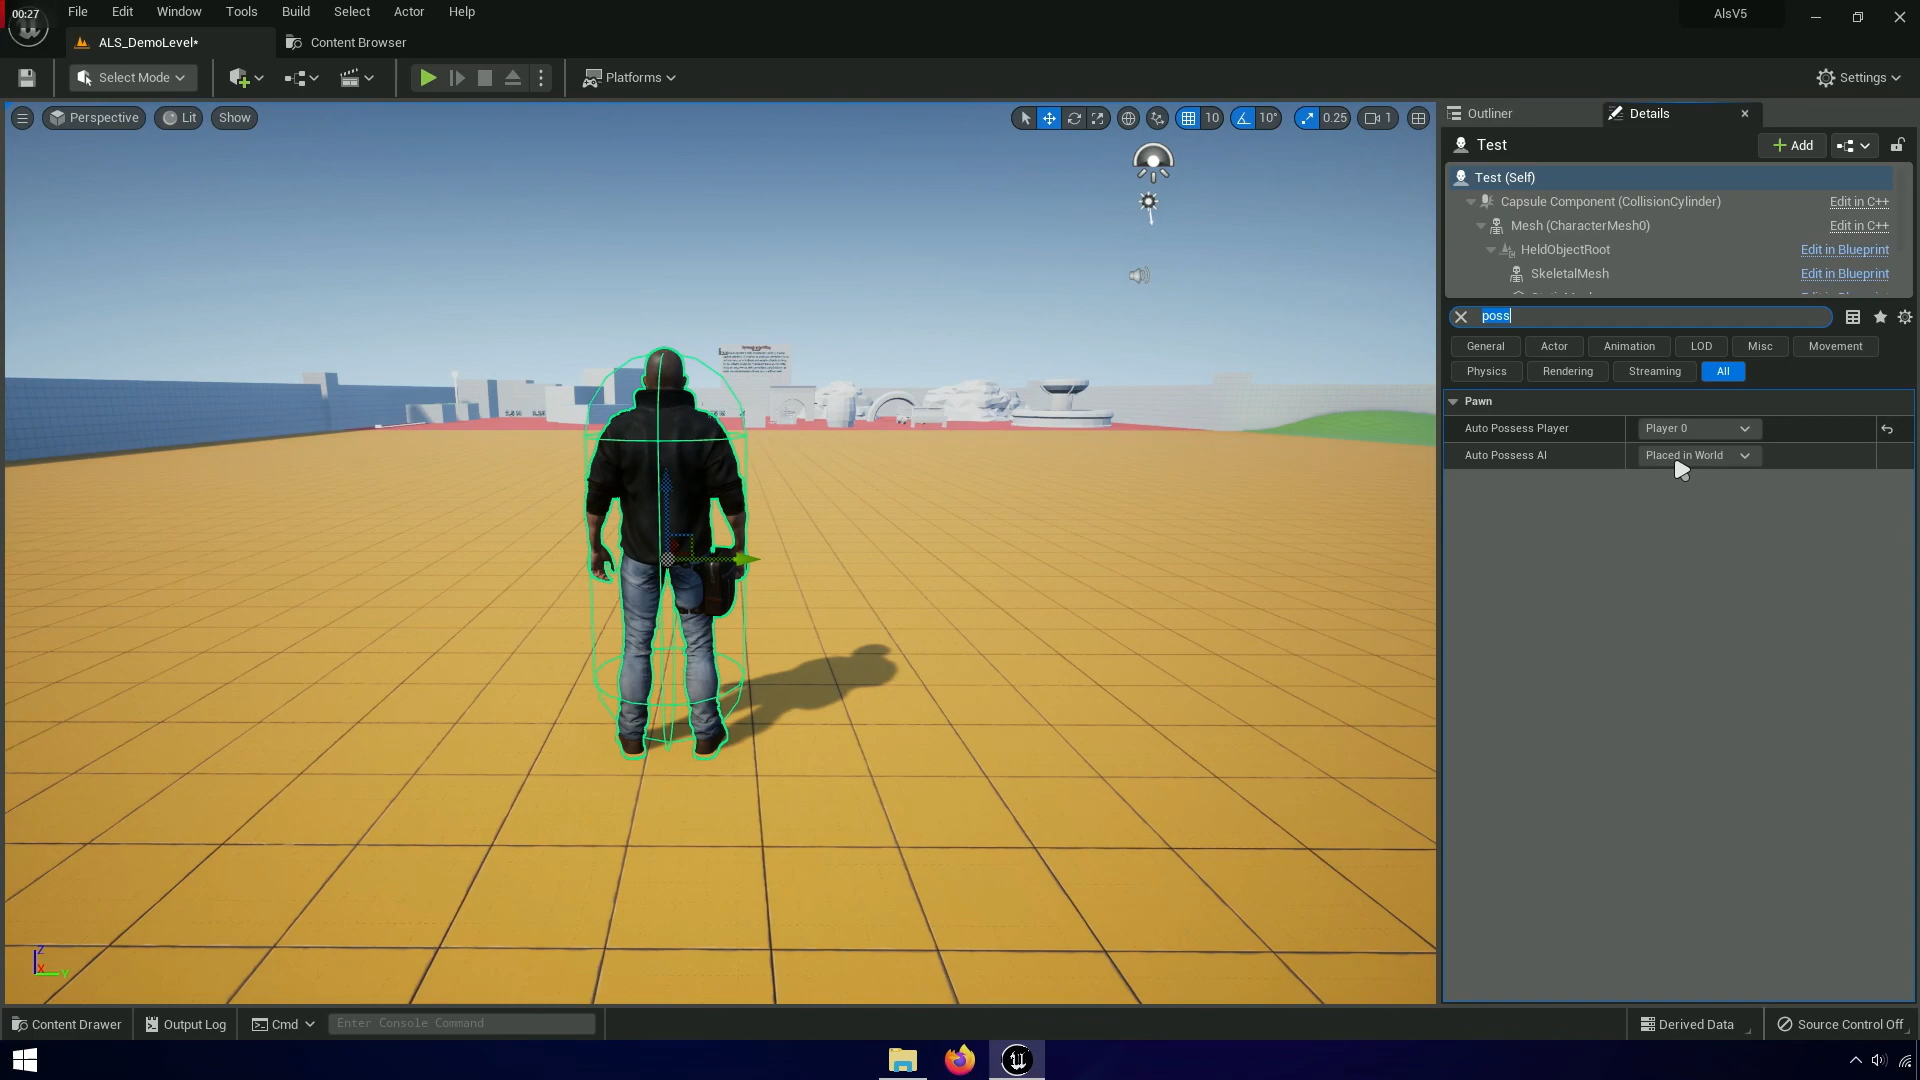 00:27
File Edit Window Tools Build Select Actor Help
AlsV5
ALS_DemoLevel*
Content Browser
Select Mode
Platforms
Settings
Perspective
Lit
Show
10
10°
0.25
1
Outliner
Details
Test
Add
Test (Self)
Capsule Component (CollisionCylinder) Edit in C++
Mesh (CharacterMesh0) Edit in C++
HeldObjectRoot Edit in Blueprint
SkeletalMesh Edit in Blueprint
poss
General Actor Animation LOD Misc Movement
Physics Rendering Streaming All
Pawn
Auto Possess Player Player 0
Auto Possess AI Placed in World
Z
X
Y
Content Drawer
Output Log
Cmd
Enter Console Command
Derived Data
Source Control Off